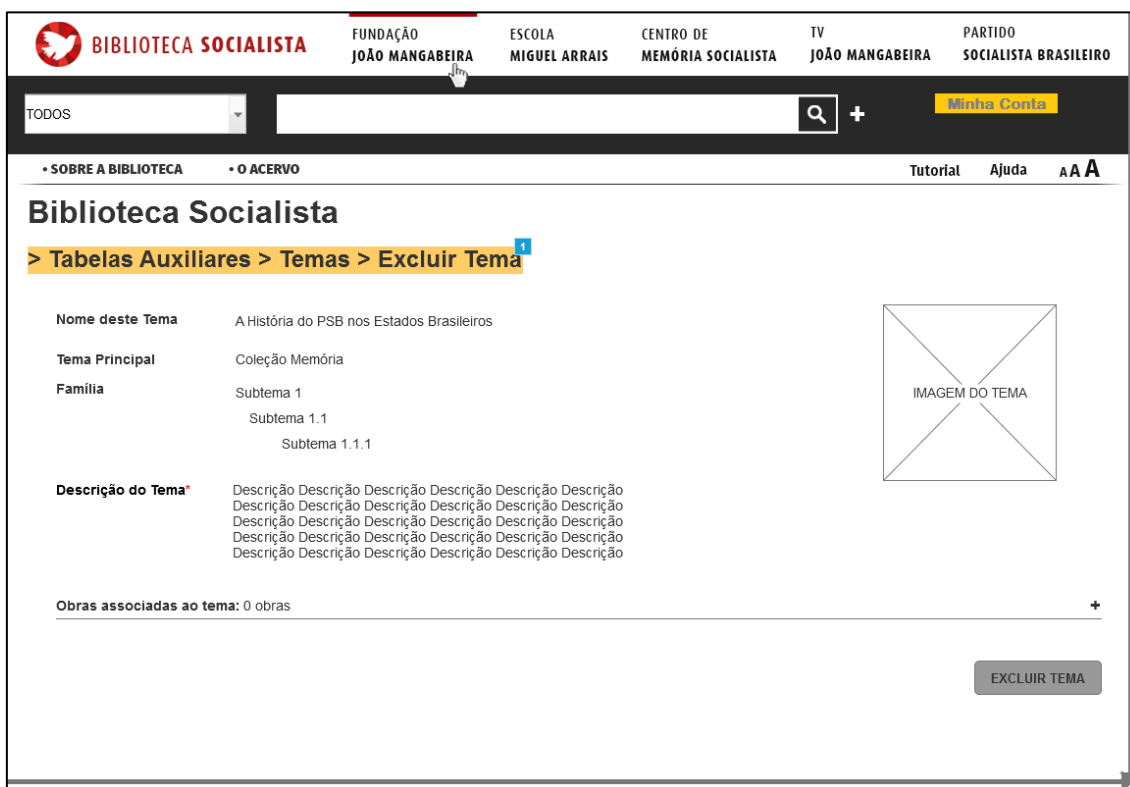 BIBLIOTECA SOCIALISTA
FUNDAÇÃO
JOÃO MANGABEIRA
ESCOLA
MIGUEL ARRAIS
CENTRO DE
MEMÓRIA SOCIALISTA
TV
JOÃO MANGABEIRA
PARTIDO
SOCIALISTA BRASILEIRO
TODOS
+
Minha Conta
• SOBRE A BIBLIOTECA
• O ACERVO
Tutorial
Ajuda
A A A
Biblioteca Socialista
> Tabelas Auxiliares > Temas > Excluir Tema
1
Nome deste Tema
A História do PSB nos Estados Brasileiros
Tema Principal
Coleção Memória
Família
Subtema 1
Subtema 1.1
Subtema 1.1.1
IMAGEM DO TEMA
Descrição do Tema*
Descrição Descrição Descrição Descrição Descrição Descrição
Descrição Descrição Descrição Descrição Descrição Descrição
Descrição Descrição Descrição Descrição Descrição Descrição
Descrição Descrição Descrição Descrição Descrição Descrição
Descrição Descrição Descrição Descrição Descrição Descrição
Obras associadas ao tema: 0 obras
+
EXCLUIR TEMA